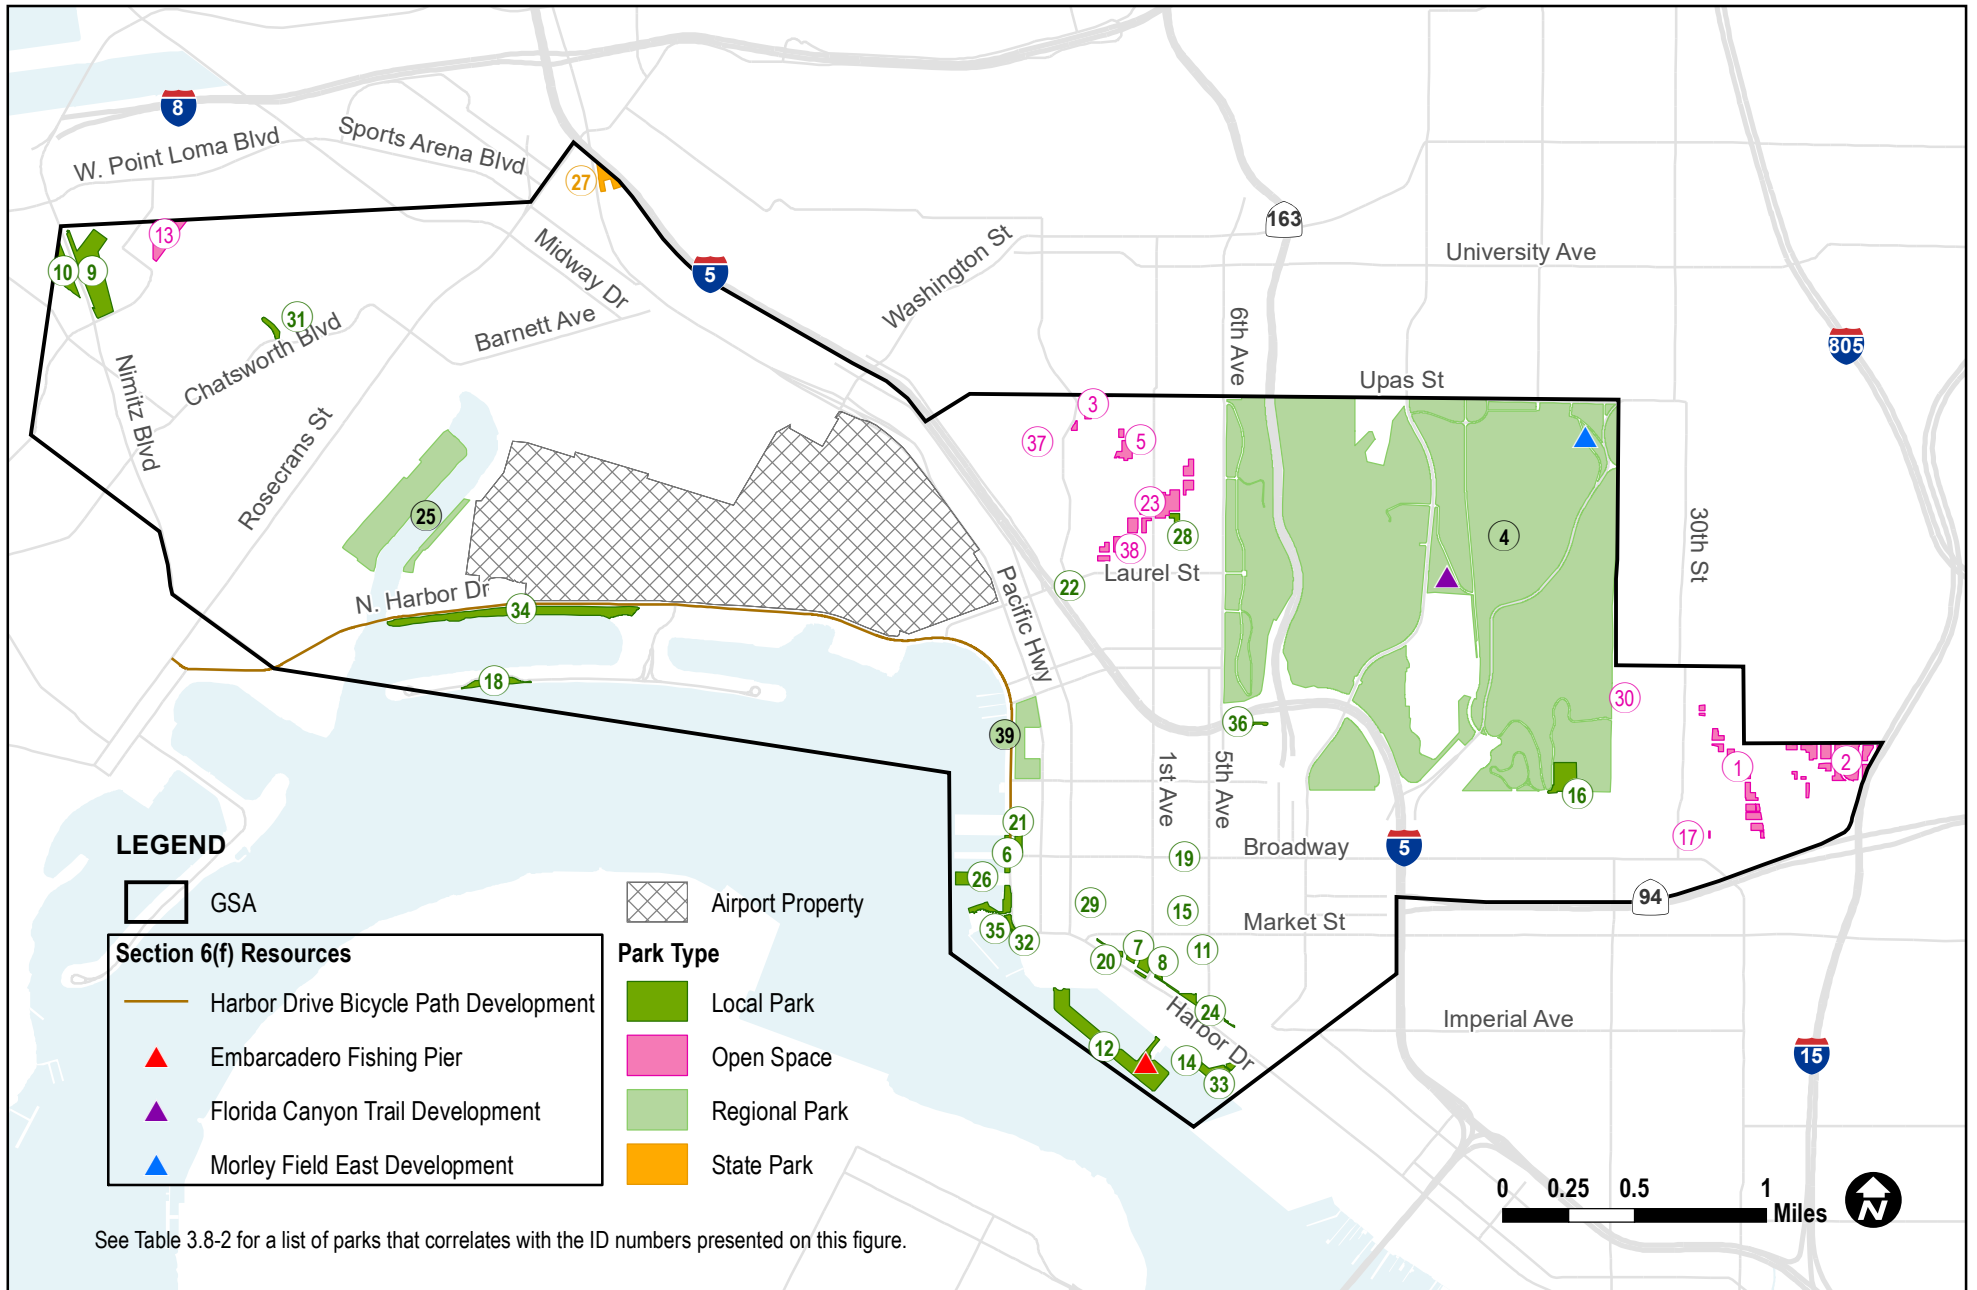 8
W. Point Loma Blvd
Sports Arena Blvd
27
163
13
Washington St
University Ave
10
9
Midway Dr
5
31
Barnett Ave
6th Ave
805
Chatsworth Blvd
Nimitz Blvd
Upas St
3
37
5
Rosecrans St
23
25
28
4
38
30th St
Laurel St
22
N. Harbor Dr
34
Pacific Hwy
18
30
36
39
1st Ave
5th Ave
1
2
16
21
17
6
19
Broadway
5
26
29
15
94
35
32
Market St
7
11
20
8
24
Harbor Dr
Imperial Ave
12
14
33
15
LEGEND
GSA
Airport Property
Section 6(f) Resources
Harbor Drive Bicycle Path Development
Embarcadero Fishing Pier
Florida Canyon Trail Development
Morley Field East Development
Park Type
Local Park
Open Space
Regional Park
State Park
0 0.25 0.5 1
Miles
N
See Table 3.8-2 for a list of parks that correlates with the ID numbers presented on this figure.